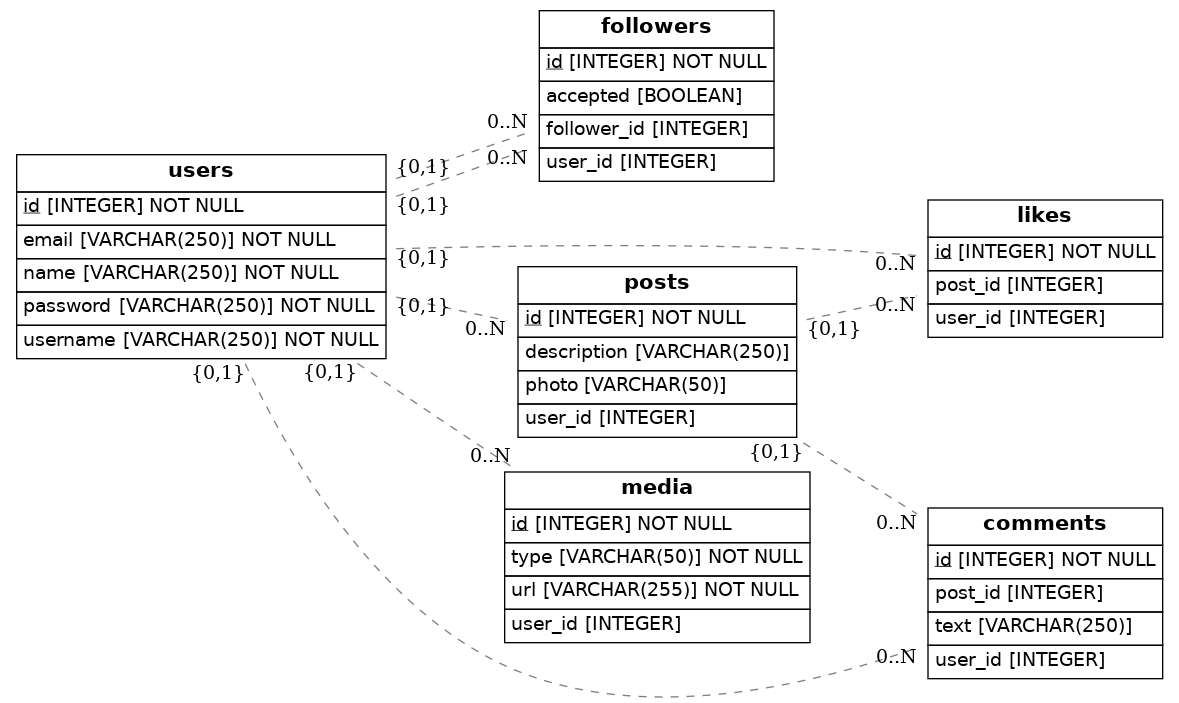 followers
id [INTEGER] NOT NULL
accepted [BOOLEAN]
follower_id [INTEGER]
user_id [INTEGER]
0..N
0..N
{0,1}
{0,1}
users
id [INTEGER] NOT NULL
email [VARCHAR(250)] NOT NULL
name [VARCHAR(250)] NOT NULL
password [VARCHAR(250)] NOT NULL
username [VARCHAR(250)] NOT NULL
{0,1}
0..N
{0,1}
0..N
likes
id [INTEGER] NOT NULL
post_id [INTEGER]
user_id [INTEGER]
posts
id [INTEGER] NOT NULL
description [VARCHAR(250)]
photo [VARCHAR(50)]
user_id [INTEGER]
{0,1}
0..N
{0,1}
{0,1}
0..N
media
id [INTEGER] NOT NULL
type [VARCHAR(50)] NOT NULL
url [VARCHAR(255)] NOT NULL
user_id [INTEGER]
{0,1}
0..N
comments
id [INTEGER] NOT NULL
post_id [INTEGER]
text [VARCHAR(250)]
user_id [INTEGER]
0..N